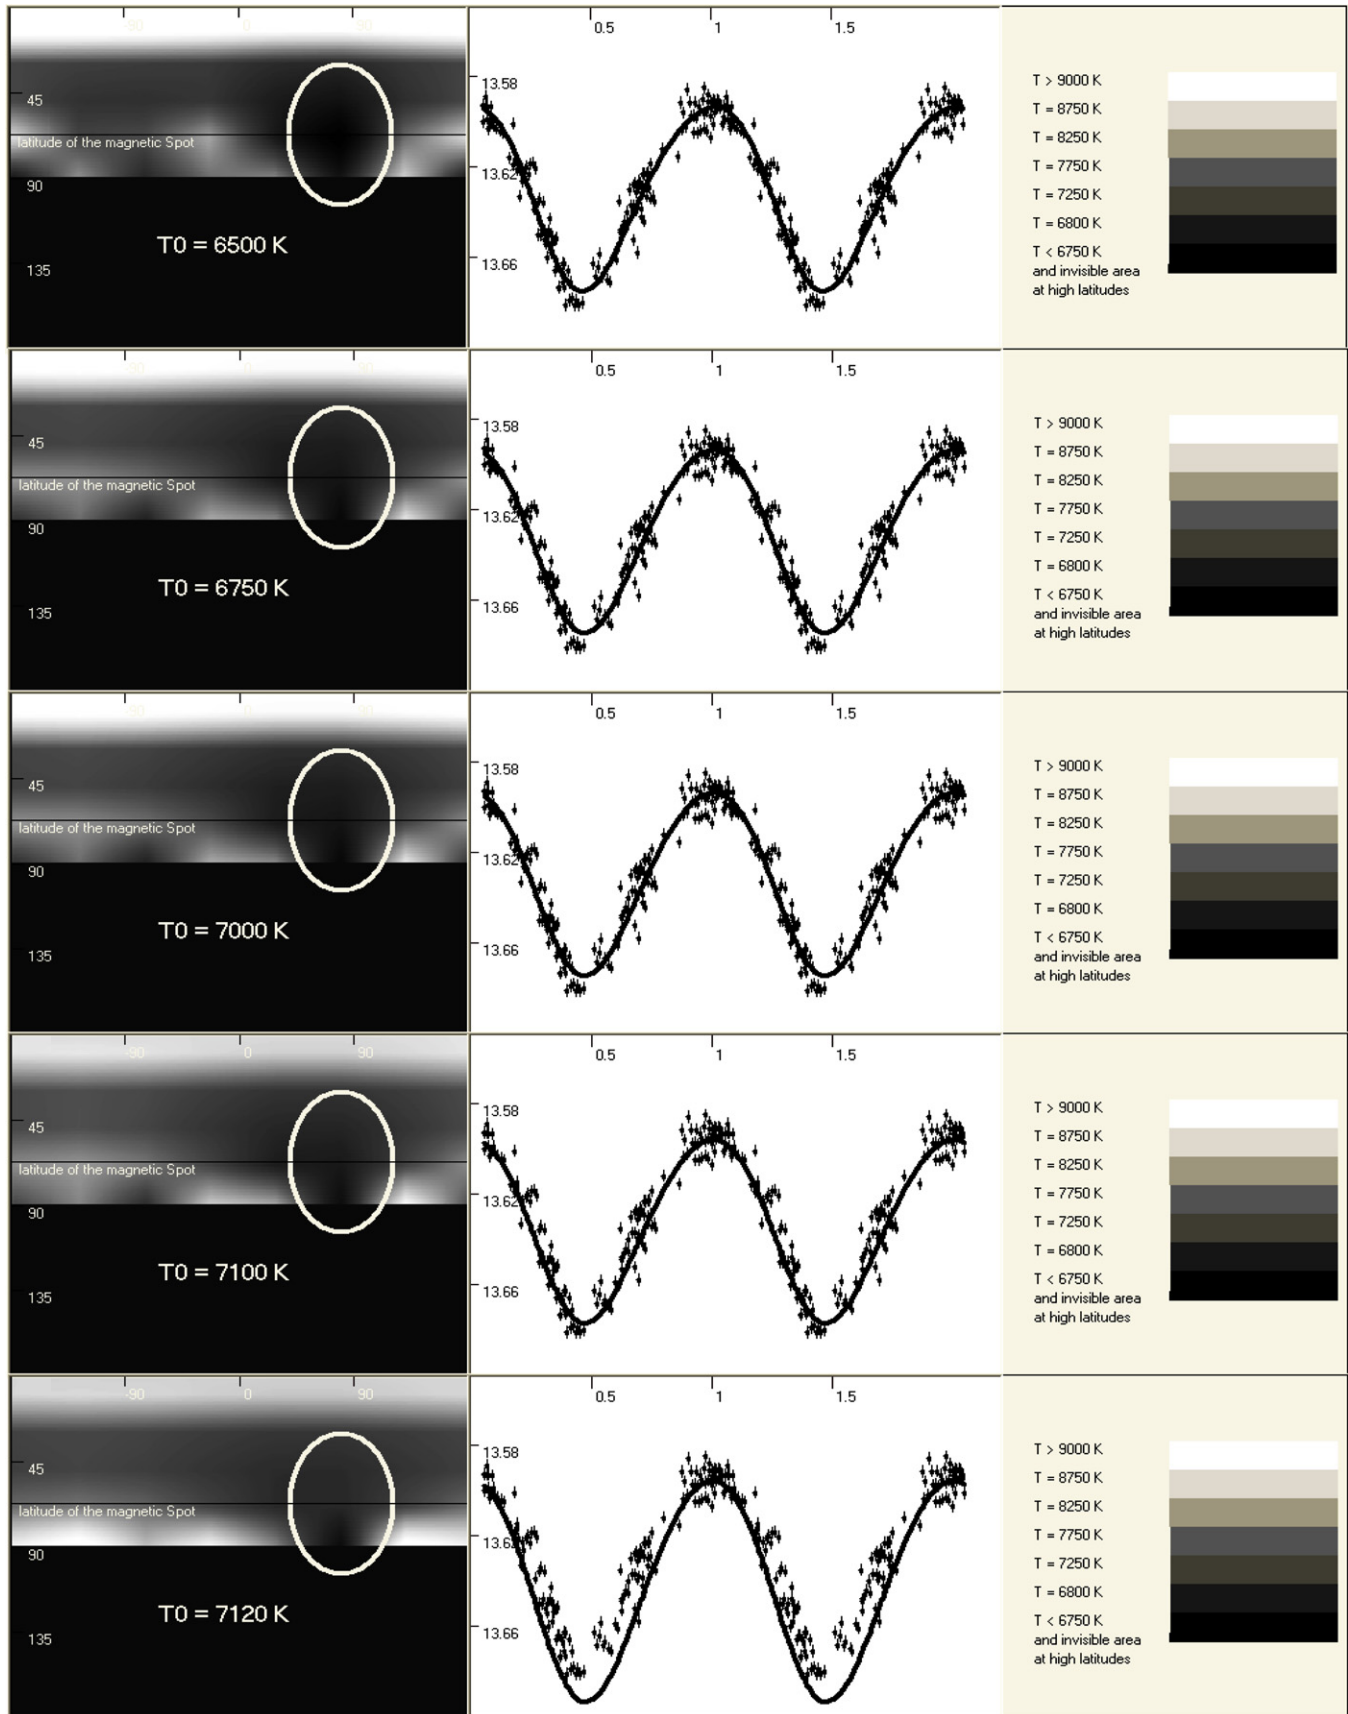 -90 0 90
45
latitude of the magnetic Spot
90
T0 = 6500 K
135
0.5 1 1.5
13.58
13.62
13.66
T > 9000 K
T = 8750 K
T = 8250 K
T = 7750 K
T = 7250 K
T = 6800 K
T < 6750 K
and invisible area
at high latitudes
-90 0 90
45
latitude of the magnetic Spot
90
T0 = 6750 K
135
0.5 1 1.5
13.58
13.62
13.66
T > 9000 K
T = 8750 K
T = 8250 K
T = 7750 K
T = 7250 K
T = 6800 K
T < 6750 K
and invisible area
at high latitudes
-90 0 90
45
latitude of the magnetic Spot
90
T0 = 7000 K
135
0.5 1 1.5
13.58
13.62
13.66
T > 9000 K
T = 8750 K
T = 8250 K
T = 7750 K
T = 7250 K
T = 6800 K
T < 6750 K
and invisible area
at high latitudes
-90 0 90
45
latitude of the magnetic Spot
90
T0 = 7100 K
135
0.5 1 1.5
13.58
13.62
13.66
T > 9000 K
T = 8750 K
T = 8250 K
T = 7750 K
T = 7250 K
T = 6800 K
T < 6750 K
and invisible area
at high latitudes
-90 0 90
45
latitude of the magnetic Spot
90
T0 = 7120 K
135
0.5 1 1.5
13.58
13.62
13.66
T > 9000 K
T = 8750 K
T = 8250 K
T = 7750 K
T = 7250 K
T = 6800 K
T < 6750 K
and invisible area
at high latitudes